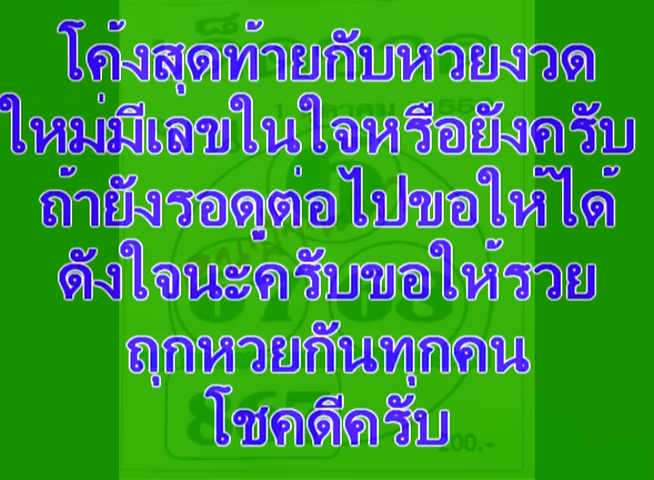 โค้งสุดท้ายกับหวยงวด
ใหม่มีเลขในใจหรือยังครับ
ถ้ายังรอดูต่อไปขอให้ได้
ดังใจนะครับขอให้รวย
ถูกหวยกันทุกคน
โชคดีครับ
200.-